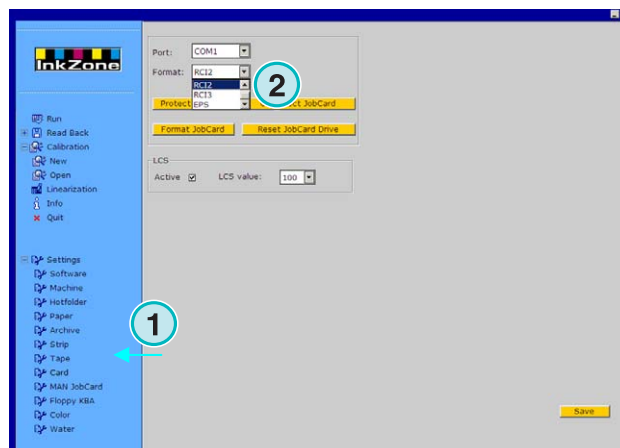 InkZone
Run
Read Back
Calibration
New
Open
Linearization
Info
Quit
Settings
Software
Machine
Hotfolder
Paper
Archive
Strip
Tape
Card
MAN JobCard
Floppy KBA
Color
Water
1
Port: COM1
Format: RCI2
RCI2
RCI3
EPS
2
Protect
JobCard
Format JobCard Reset JobCard Drive
LCS
Active LCS value: 100
Save